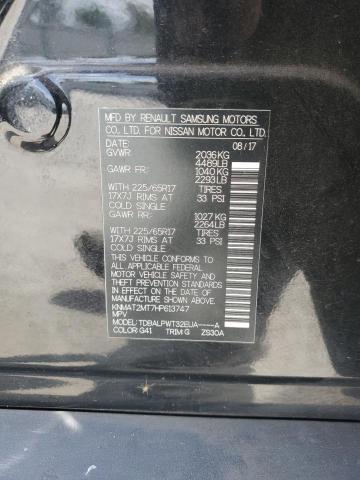 MFD BY RENAULT SAMSUNG MOTORS
CO., LTD. FOR NISSAN MOTOR CO., LTD.
DATE: 08/17
GVWR: 2036KG
4489LB
GAWR FR: 1040KG
2293LB
WITH 225/65R17 TIRES
17X7J RIMS AT 33 PSI
COLD SINGLE
GAWR RR: 1027KG
2264LB
WITH 225/65R17 TIRES
17X7J RIMS AT 33 PSI
COLD SINGLE
THIS VEHICLE CONFORMS TO ALL
APPLICABLE FEDERAL MOTOR VEHICLE
SAFETY, BUMPER, AND THEFT PREVENTION
STANDARDS IN EFFECT ON THE DATE OF
MANUFACTURE SHOWN ABOVE.
KNMAT2MT7HP613747
MPV
MODEL/TDBALPWT32EUA----A
COLOR G41 TRIM G ZS30A